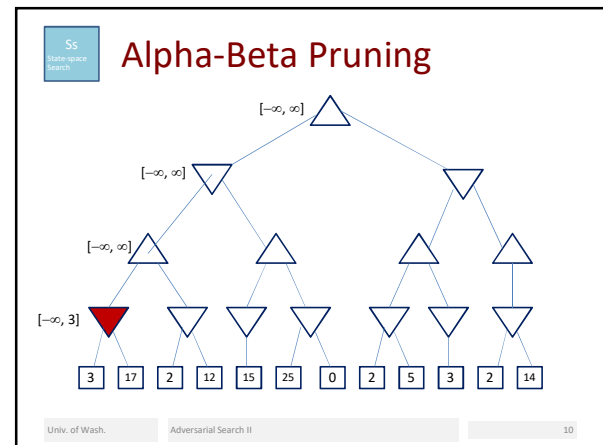 Ss
State-space
Search
Alpha-Beta Pruning
[−∞, ∞]
[−∞, ∞]
[−∞, ∞]
[−∞, 3]
3 17 2 12 15 25 0 2 5 3 2 14
Univ. of Wash. Adversarial Search II 10